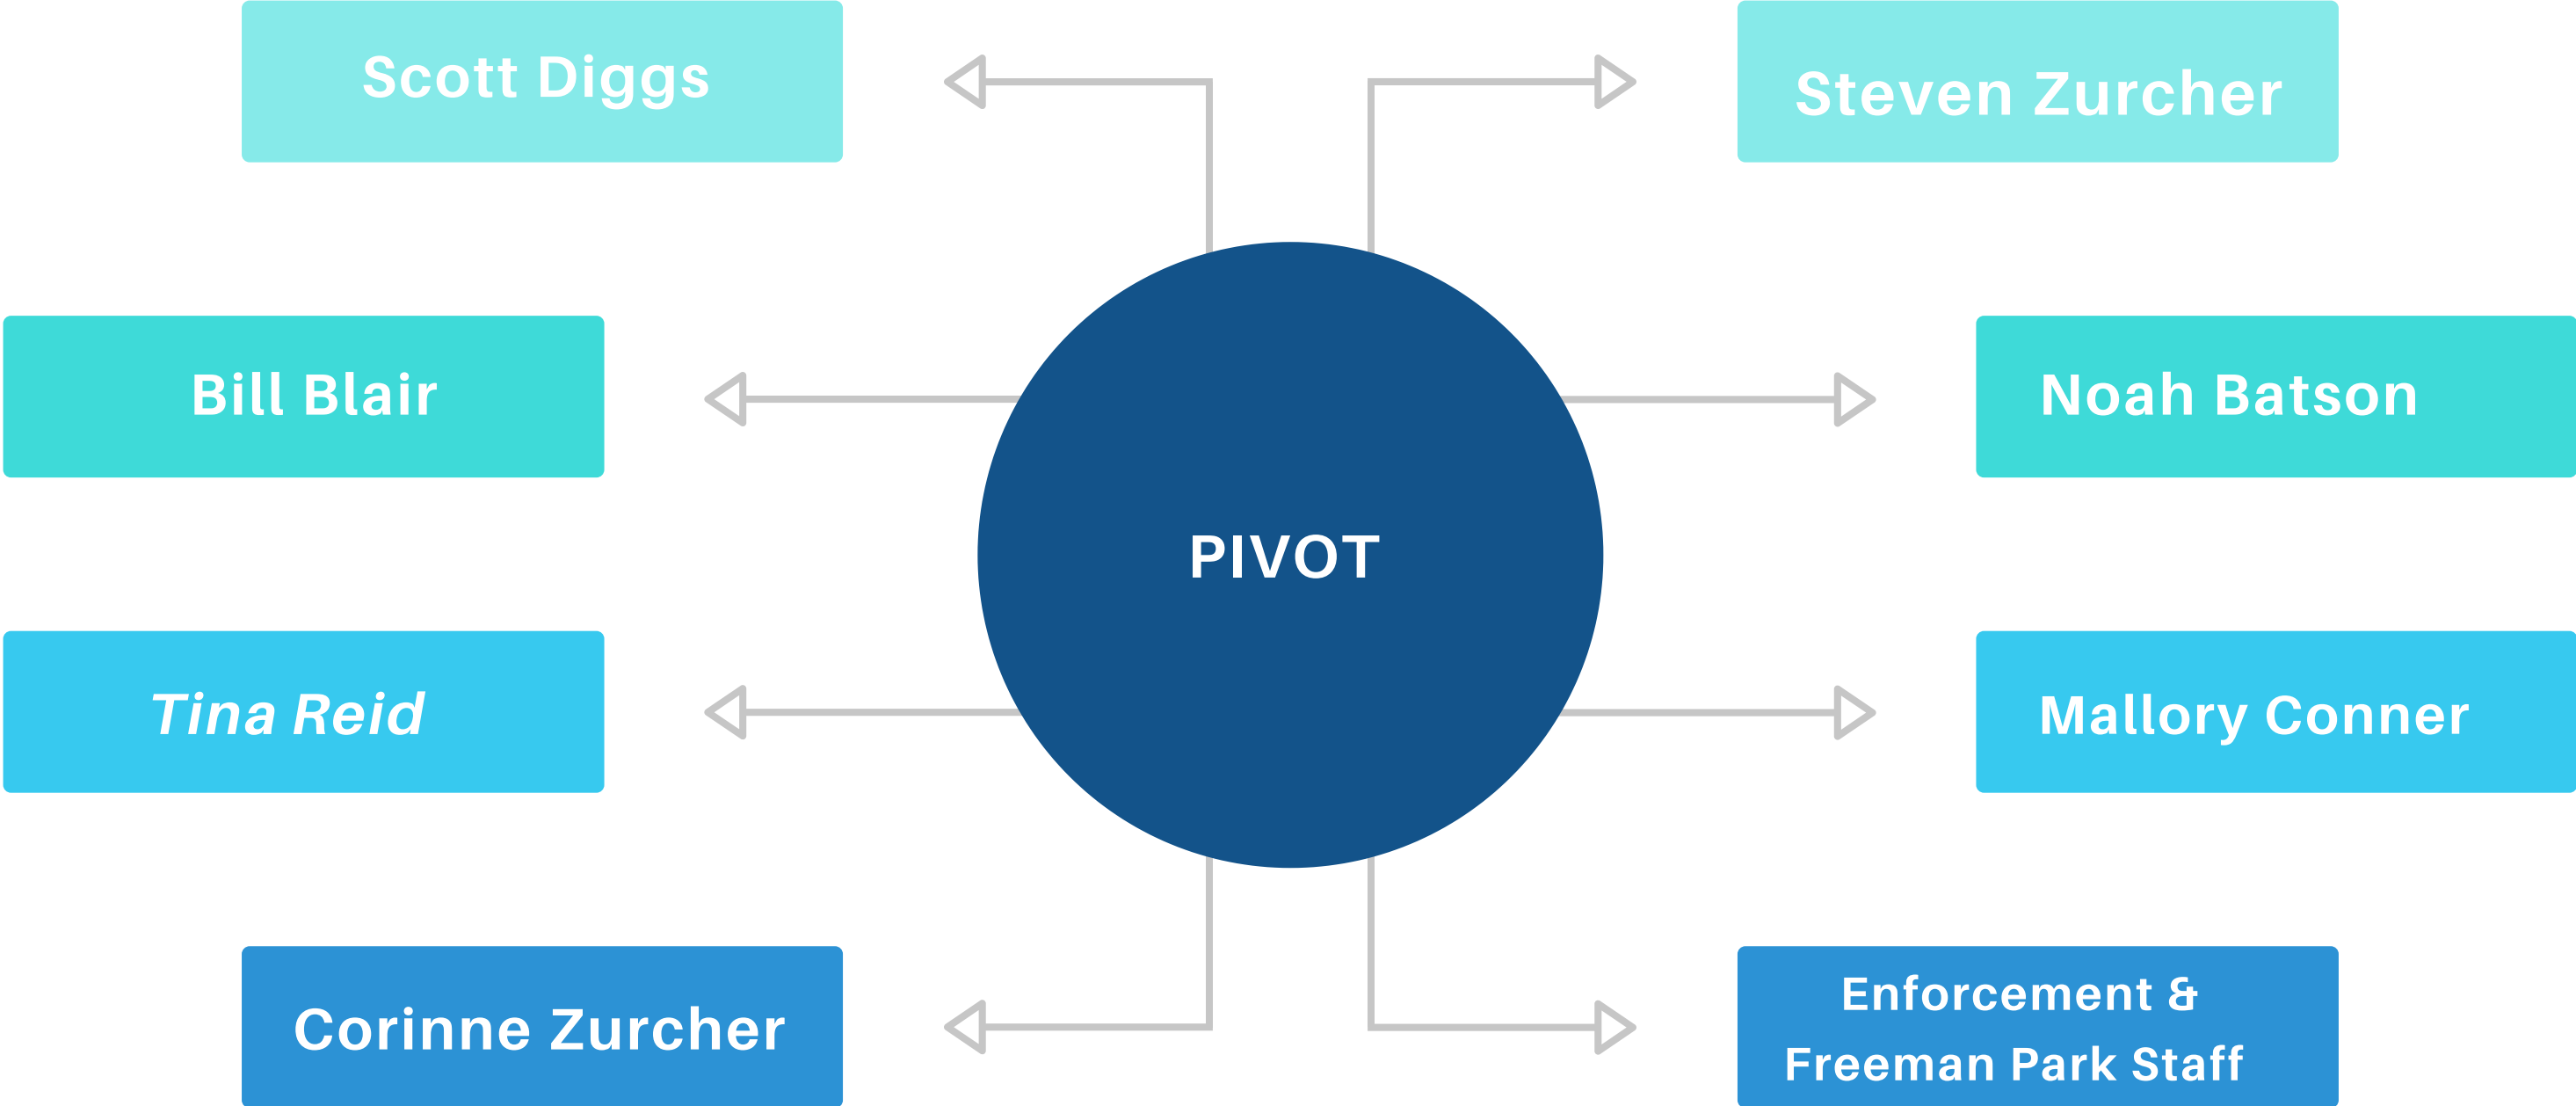 Scott Diggs
Steven Zurcher
Bill Blair
Noah Batson
PIVOT
Tina Reid
Mallory Conner
Corinne Zurcher
Enforcement &
Freeman Park Staff